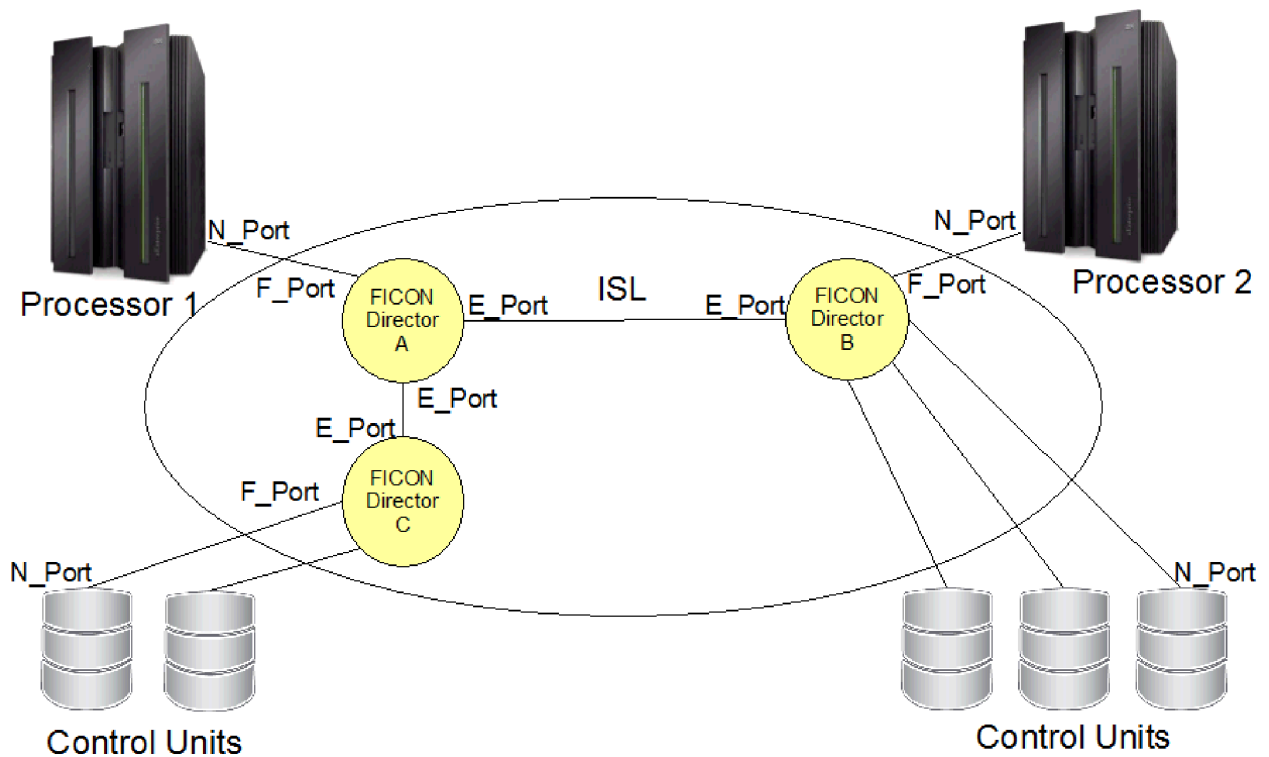 N_Port
N_Port
Processor 1
F_Port
FICON
Director
A
E_Port
ISL
E_Port
FICON
Director
B
F_Port
Processor 2
E_Port
E_Port
FICON
Director
C
F_Port
N_Port
N_Port
Control Units
Control Units